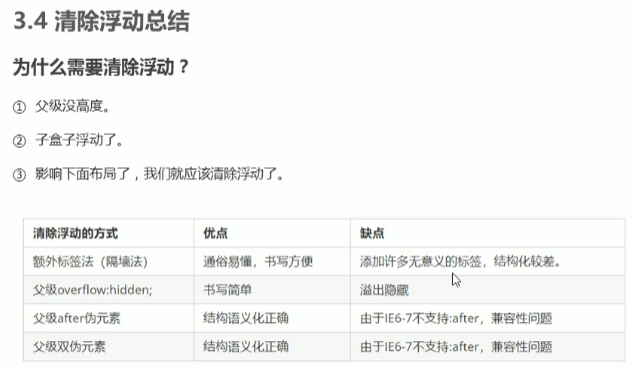 3.4 清除浮动总结
为什么需要清除浮动？
① 父级没高度。
② 子盒子浮动了。
③ 影响下面布局了，我们就应该清除浮动了。
清除浮动的方式 优点 缺点
额外标签法（隔墙法） 通俗易懂，书写方便 添加许多无意义的标签，结构化较差。
父级overflow:hidden; 书写简单 溢出隐藏
父级after伪元素 结构语义化正确 由于IE6-7不支持:after，兼容性问题
父级双伪元素 结构语义化正确 由于IE6-7不支持:after，兼容性问题